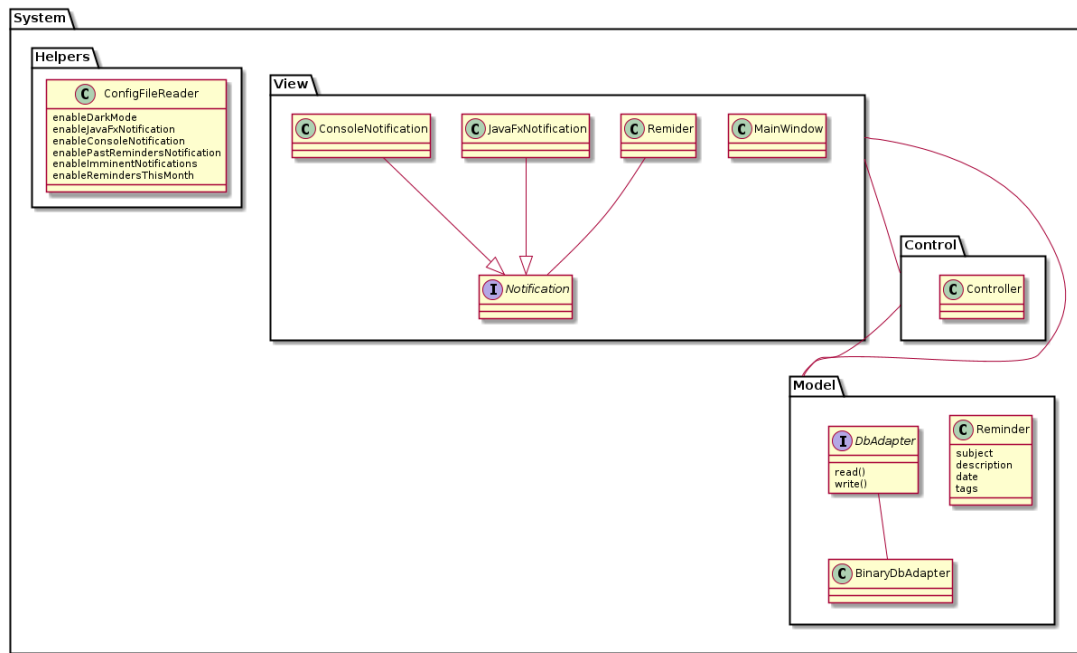 System
Helpers
C ConfigFileReader
enableDarkMode
enableJavaFxNotification
enableConsoleNotification
enablePastRemindersNotification
enableImminentNotifications
enableRemindersThisMonth
View
C ConsoleNotification
C JavaFxNotification
C Remider
C MainWindow
I Notification
Control
C Controller
Model
I DbAdapter
read()
write()
C Reminder
subject
description
date
tags
C BinaryDbAdapter